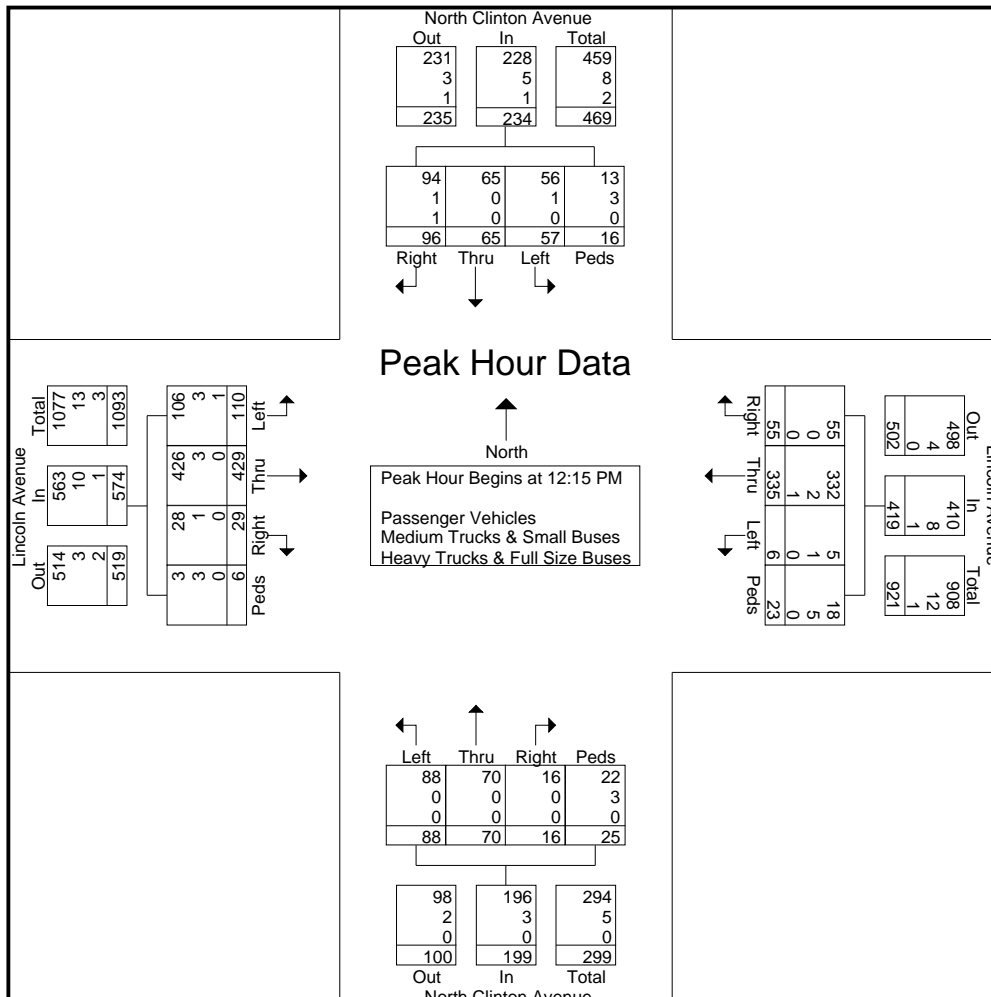 North Clinton Avenue
Out In Total
231 228 459
3 5 8
1 1 2
235 234 469
94 65 56 13
1 0 1 3
1 0 0 0
96 65 57 16
Right Thru Left Peds
Peak Hour Data
North
Peak Hour Begins at 12:15 PM
Passenger Vehicles
Medium Trucks & Small Buses
Heavy Trucks & Full Size Buses
Lincoln Avenue
Out In Total
514 563 1077
3 10 13
2 1 3
519 574 1093
3 28 426 106
3 1 3 3
0 0 0 1
6 29 429 110
Peds Right Thru Left
Lincoln Avenue
Out In Total
498 410 908
4 8 12
0 1 1
502 419 921
55 332 5 18
0 2 1 5
0 1 0 0
55 335 6 23
Right Thru Left Peds
Left Thru Right Peds
88 70 16 22
0 0 0 3
0 0 0 0
88 70 16 25
98 196 294
2 3 5
0 0 0
100 199 299
Out In Total
North Clinton Avenue